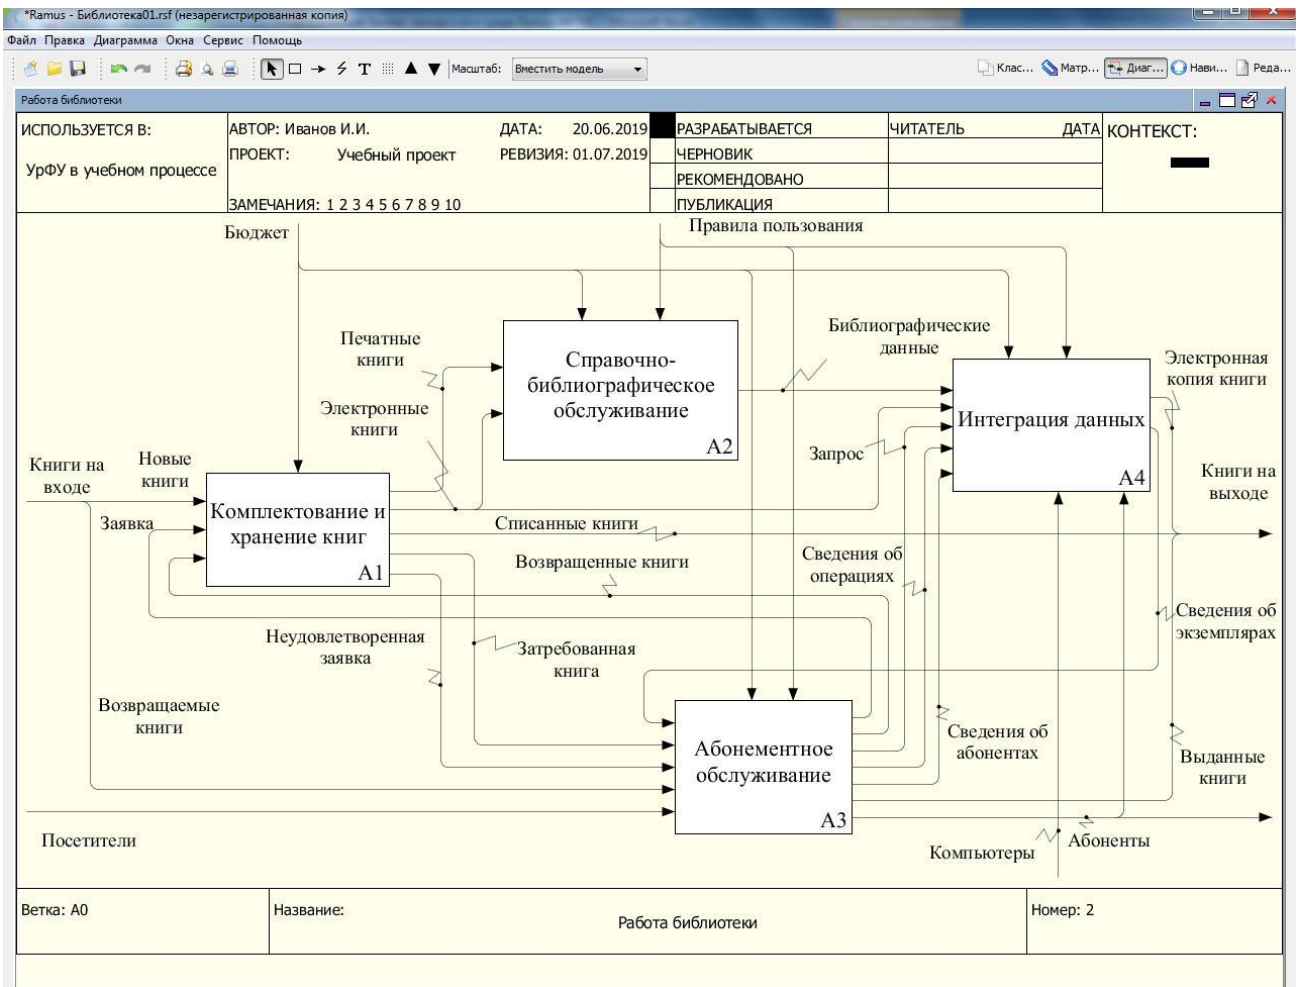 *Ramus - Библиотека01.rsf (незарегистрированная копия)
Файл Правка Диаграмма Окна Сервис Помощь
Масштаб: Вместить модель
Клас... Матр... Диаг... Нави... Реда...
Работа библиотеки
ИСПОЛЬЗУЕТСЯ В:
УрФУ в учебном процессе
АВТОР: Иванов И.И.
ДАТА: 20.06.2019
ПРОЕКТ: Учебный проект
РЕВИЗИЯ: 01.07.2019
ЗАМЕЧАНИЯ: 1 2 3 4 5 6 7 8 9 10
РАЗРАБАТЫВАЕТСЯ
ЧЕРНОВИК
РЕКОМЕНДОВАНО
ПУБЛИКАЦИЯ
ЧИТАТЕЛЬ
ДАТА
КОНТЕКСТ:
Бюджет
Правила пользования
Печатные
книги
Справочно-
библиографическое
обслуживание
A2
Библиографические
данные
Электронная
копия книги
Электронные
книги
Интеграция данных
A4
Запрос
Книги на
входе
Новые
книги
Книги на
выходе
Заявка
Комплектование и
хранение книг
A1
Списанные книги
Возвращенные книги
Сведения об
операциях
Сведения об
экземплярах
Неудовлетворенная
заявка
Затребованная
книга
Возвращаемые
книги
Абонементное
обслуживание
A3
Сведения об
абонентах
Выданные
книги
Посетители
Компьютеры
Абоненты
Ветка: A0
Название:
Работа библиотеки
Номер: 2